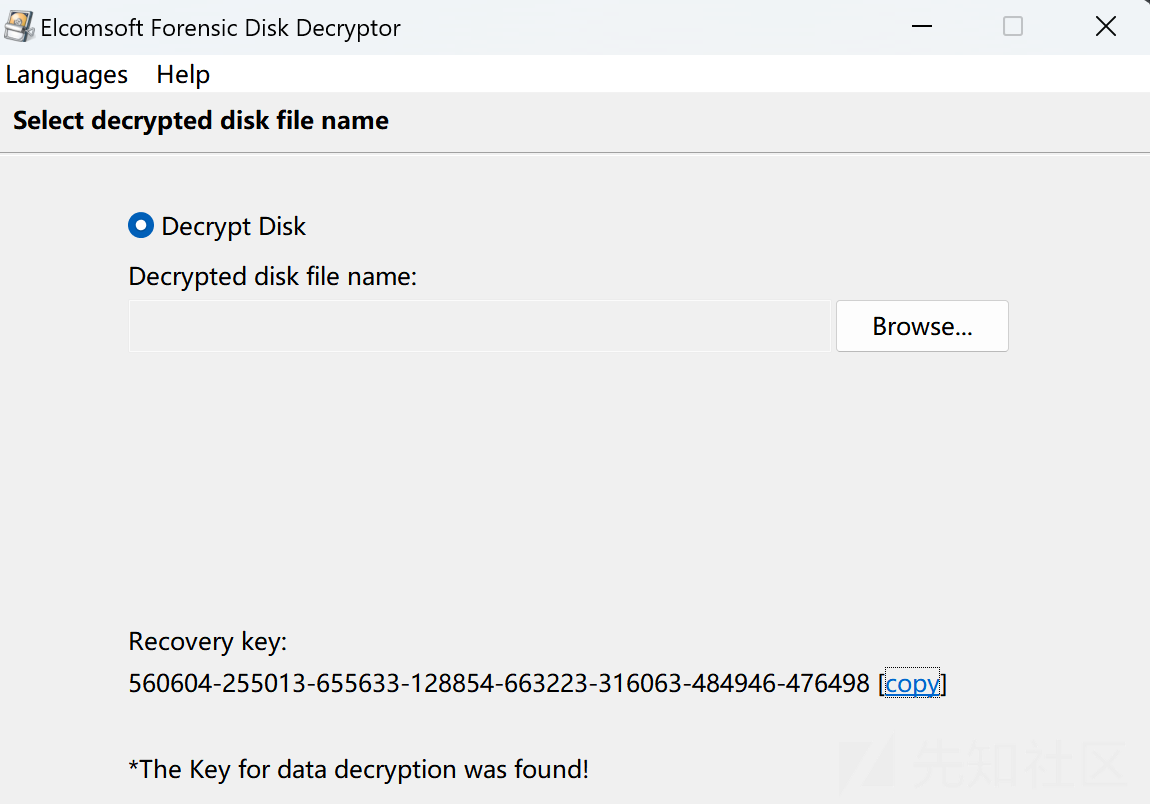 Elcomsoft Forensic Disk Decryptor
Languages Help
Select decrypted disk file name
Decrypt Disk
Decrypted disk file name:
Browse...
Recovery key:
560604-255013-655633-128854-663223-316063-484946-476498 [copy]
*The Key for data decryption was found!
先知社区